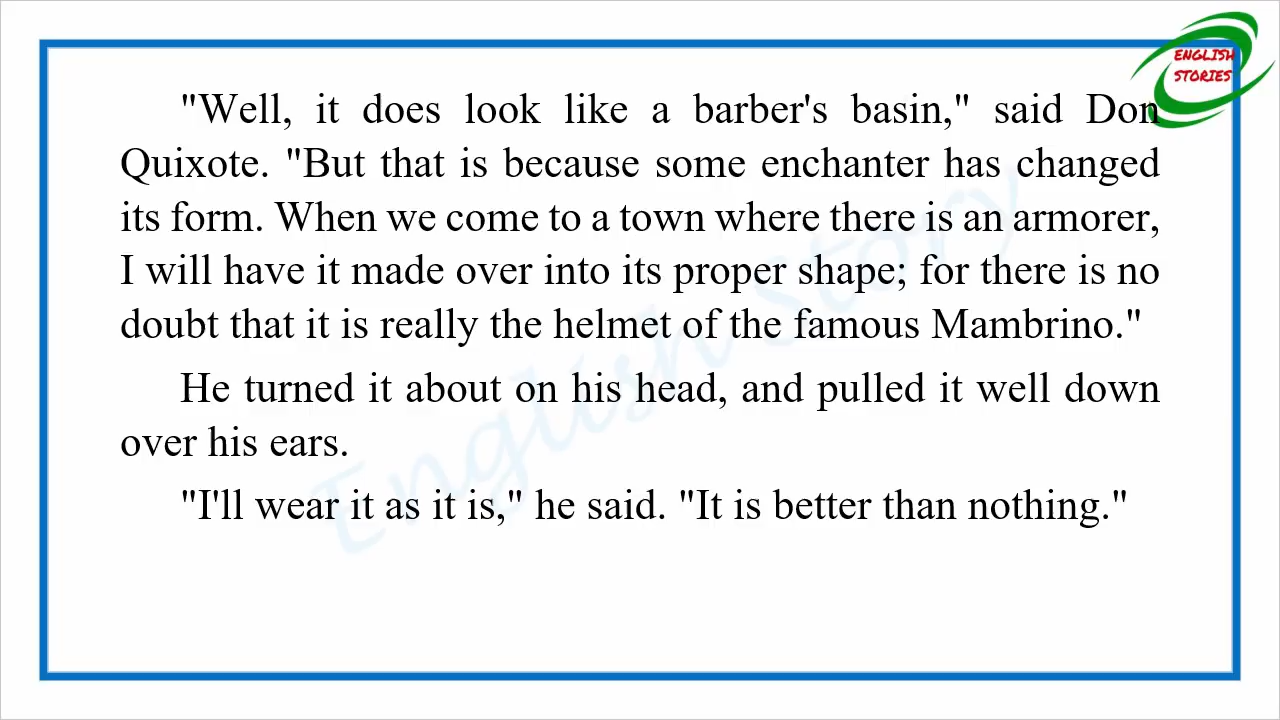 ENGLISH
STORIES
"Well, it does look like a barber's basin," said Don
Quixote. "But that is because some enchanter has changed
its form. When we come to a town where there is an armorer,
I will have it made over into its proper shape; for there is no
doubt that it is really the helmet of the famous Mambrino."
He turned it about on his head, and pulled it well down
over his ears.
"I'll wear it as it is," he said. "It is better than nothing."
English Story